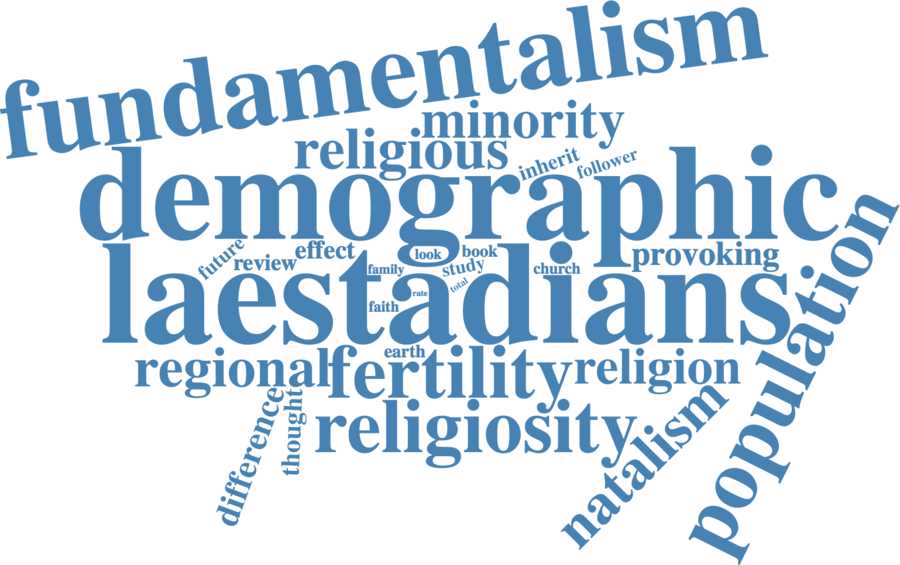 fundamentalism
minority
religious
inherit
follower
demographic
population
future
review
effect
look
book
provoking
family
study
church
total
rate
faith
laestadians
earth
regional
fertility
religion
difference
thought
religiosity
natalism